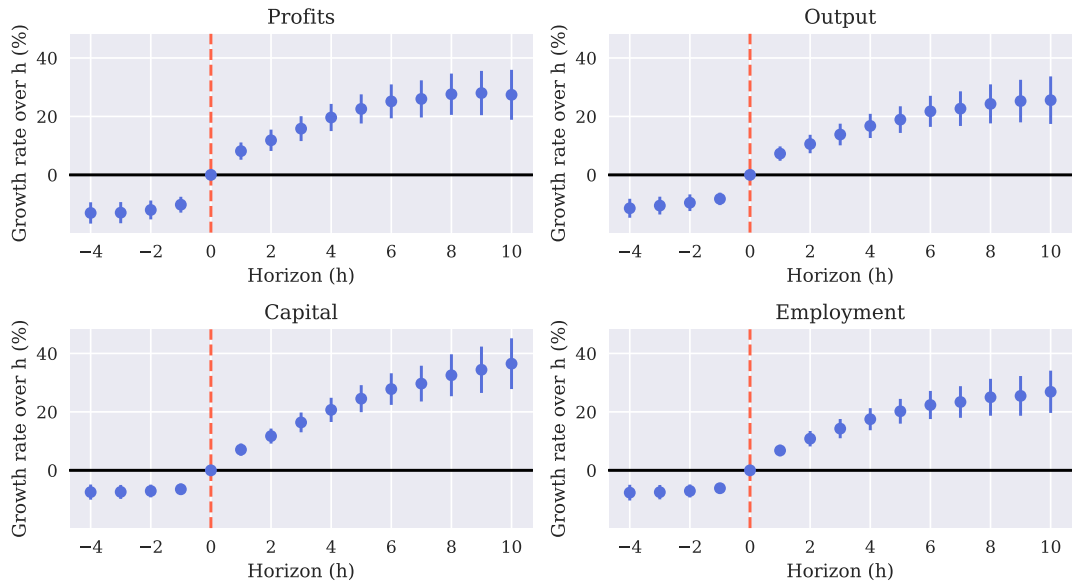 Profits
Growth rate over h (%)
40
20
0
−4 −2 0 2 4 6 8 10
Horizon (h)
Output
Growth rate over h (%)
40
20
0
−4 −2 0 2 4 6 8 10
Horizon (h)
Capital
Growth rate over h (%)
40
20
0
−4 −2 0 2 4 6 8 10
Horizon (h)
Employment
Growth rate over h (%)
40
20
0
−4 −2 0 2 4 6 8 10
Horizon (h)